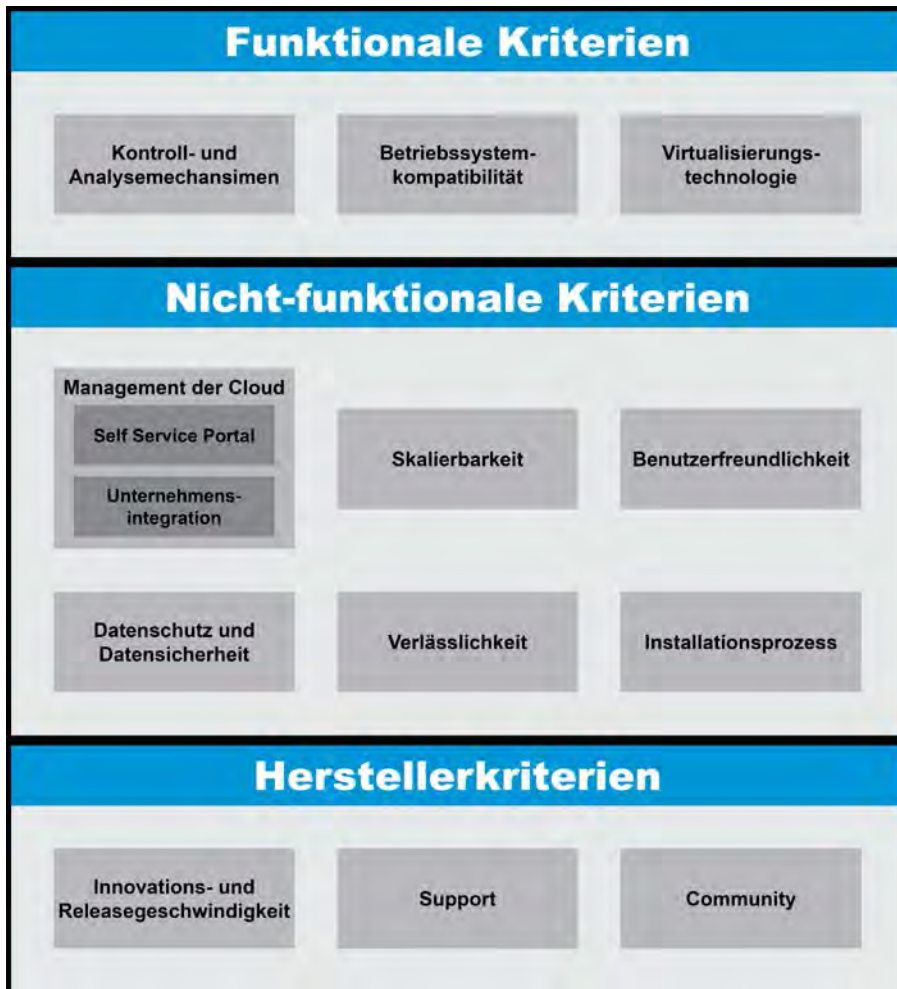 Funktionale Kriterien
Kontroll- und
Analysemechansimen
Betriebssystem-
kompatibilität
Virtualisierungs-
technologie
Nicht-funktionale Kriterien
Management der Cloud
Self Service Portal
Unternehmens-
integration
Skalierbarkeit
Benutzerfreundlichkeit
Datenschutz und
Datensicherheit
Verlässlichkeit
Installationsprozess
Herstellerkriterien
Innovations- und
Releasegeschwindigkeit
Support
Community